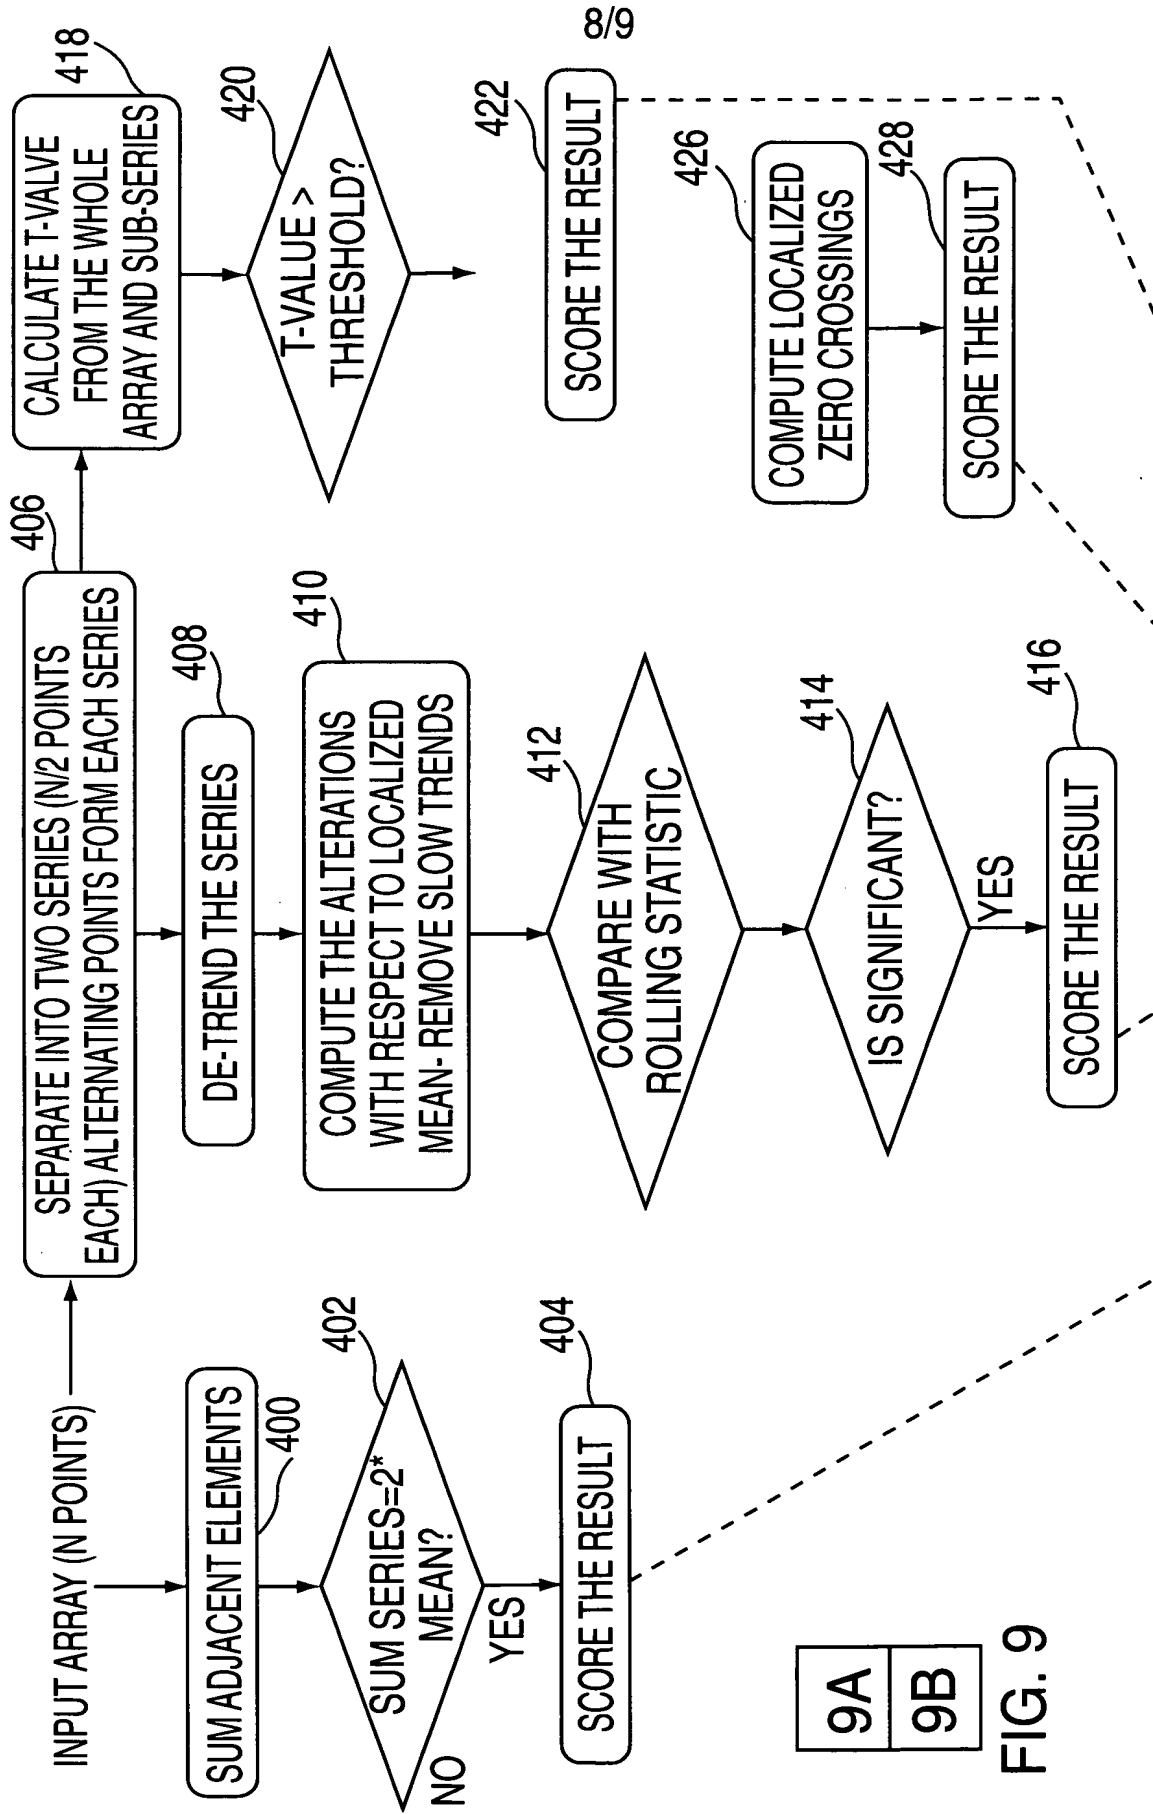 8/9
INPUT ARRAY (N POINTS)
SUM ADJACENT ELEMENTS
400
SUM SERIES=2*
MEAN?
402
NO
YES
SCORE THE RESULT
404
SEPARATE INTO TWO SERIES (N/2 POINTS
EACH) ALTERNATING POINTS FORM EACH SERIES
406
DE-TREND THE SERIES
408
COMPUTE THE ALTERATIONS
WITH RESPECT TO LOCALIZED
MEAN- REMOVE SLOW TRENDS
410
COMPARE WITH
ROLLING STATISTIC
412
IS SIGNIFICANT?
414
YES
SCORE THE RESULT
416
CALCULATE T-VALVE
FROM THE WHOLE
ARRAY AND SUB-SERIES
418
T-VALUE >
THRESHOLD?
420
SCORE THE RESULT
422
COMPUTE LOCALIZED
ZERO CROSSINGS
426
SCORE THE RESULT
428
9A
9B
FIG. 9